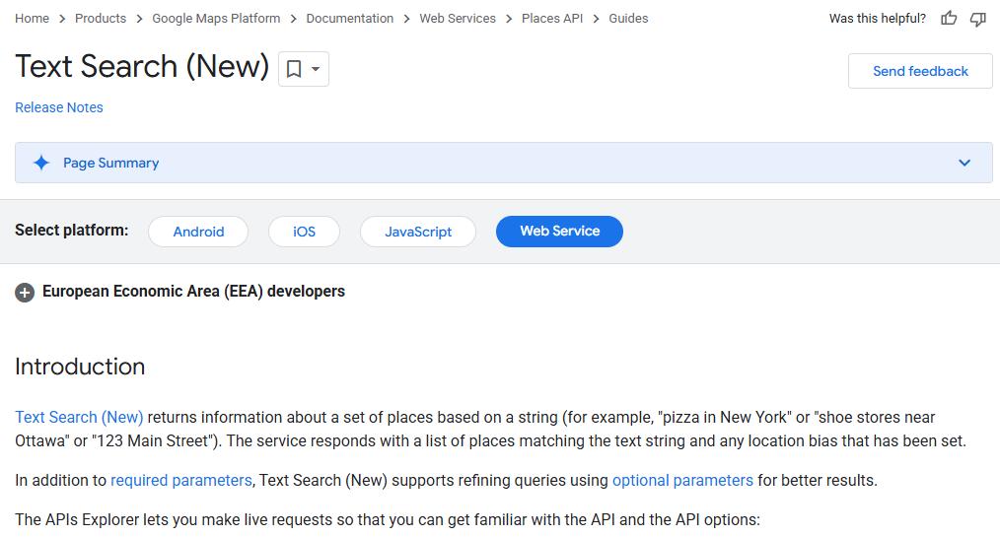 Home > Products > Google Maps Platform > Documentation > Web Services > Places API > Guides
Was this helpful?
Text Search (New)
Send feedback
Release Notes
Page Summary
Select platform: Android iOS JavaScript Web Service
European Economic Area (EEA) developers
Introduction
Text Search (New) returns information about a set of places based on a string (for example, "pizza in New York" or "shoe stores near
Ottawa" or "123 Main Street"). The service responds with a list of places matching the text string and any location bias that has been set.
In addition to required parameters, Text Search (New) supports refining queries using optional parameters for better results.
The APIs Explorer lets you make live requests so that you can get familiar with the API and the API options: